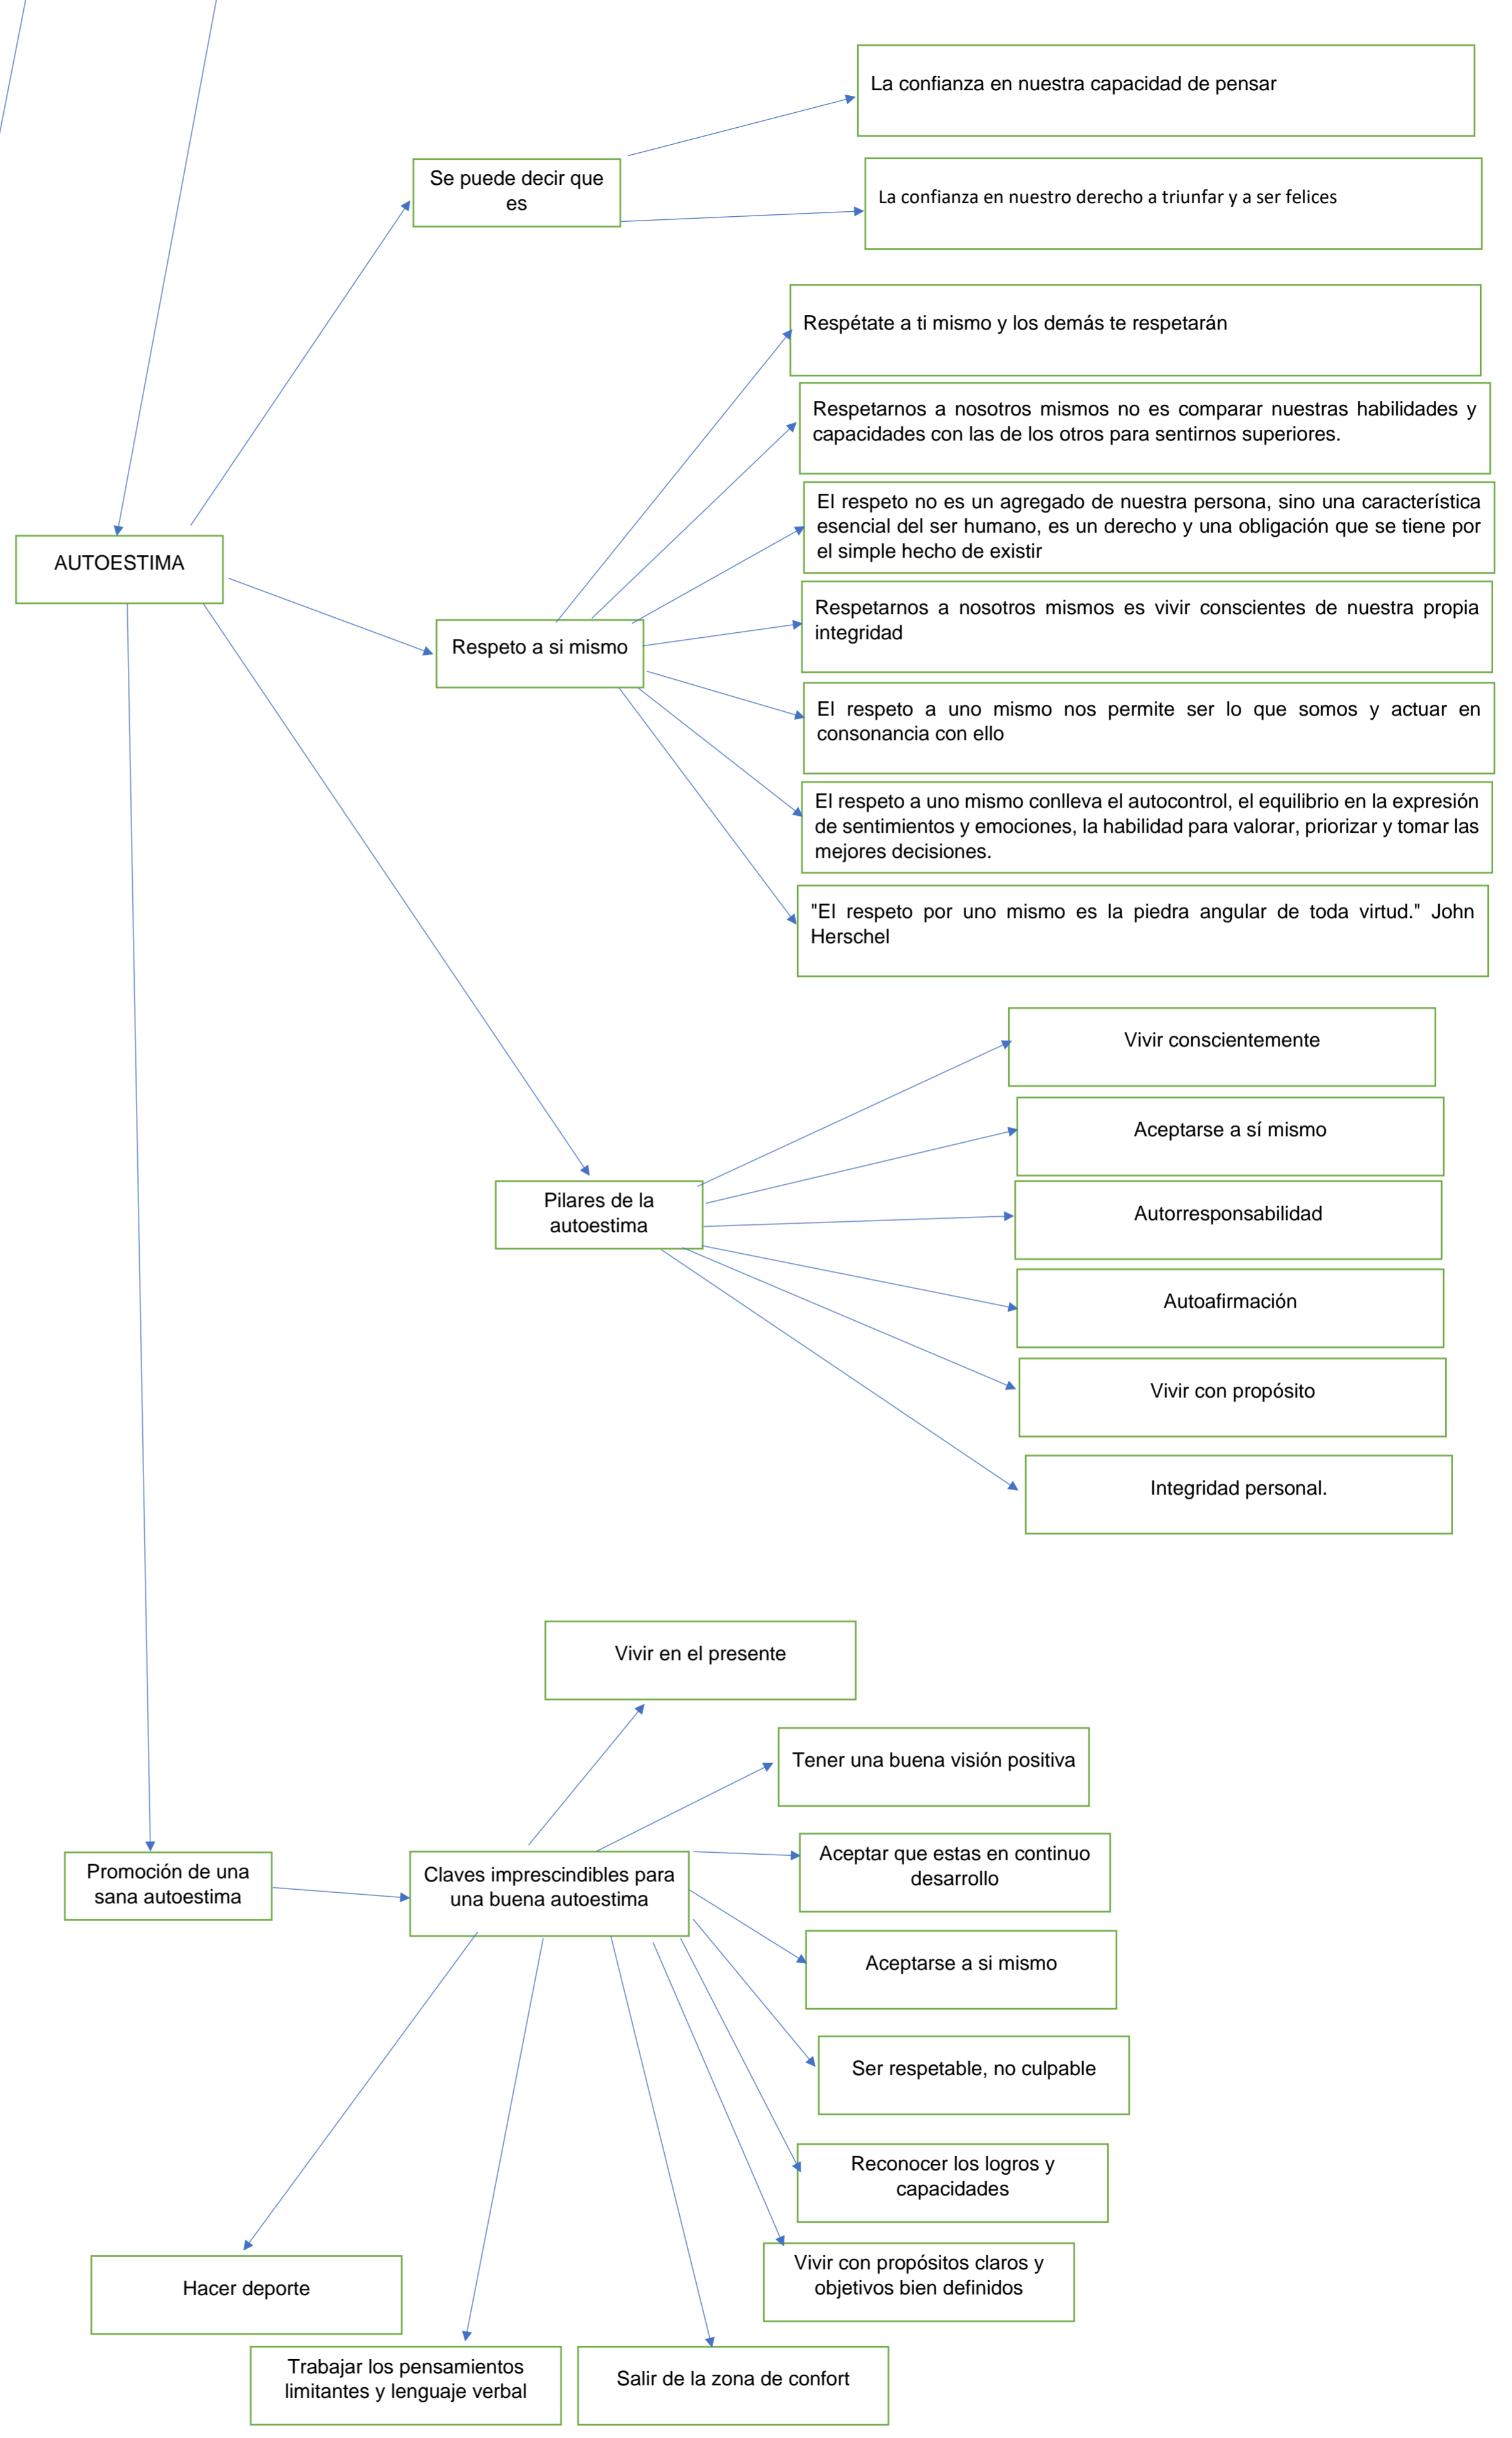 La confianza en nuestra capacidad de pensar
Se puede decir que
es
La confianza en nuestro derecho a triunfar y a ser felices
Respétate a ti mismo y los demás te respetarán
Respetarnos a nosotros mismos no es comparar nuestras habilidades y
capacidades con las de los otros para sentirnos superiores.
El respeto no es un agregado de nuestra persona, sino una característica
esencial del ser humano, es un derecho y una obligación que se tiene por
el simple hecho de existir
AUTOESTIMA
Respetarnos a nosotros mismos es vivir conscientes de nuestra propia
integridad
Respeto a si mismo
El respeto a uno mismo nos permite ser lo que somos y actuar en
consonancia con ello
El respeto a uno mismo conlleva el autocontrol, el equilibrio en la expresión
de sentimientos y emociones, la habilidad para valorar, priorizar y tomar las
mejores decisiones.
"El respeto por uno mismo es la piedra angular de toda virtud." John
Herschel
Vivir conscientemente
Aceptarse a sí mismo
Pilares de la
autoestima
Autorresponsabilidad
Autoafirmación
Vivir con propósito
Integridad personal.
Vivir en el presente
Tener una buena visión positiva
Promoción de una
sana autoestima
Claves imprescindibles para
una buena autoestima
Aceptar que estas en continuo
desarrollo
Aceptarse a si mismo
Ser respetable, no culpable
Reconocer los logros y
capacidades
Vivir con propósitos claros y
objetivos bien definidos
Hacer deporte
Trabajar los pensamientos
limitantes y lenguaje verbal
Salir de la zona de confort